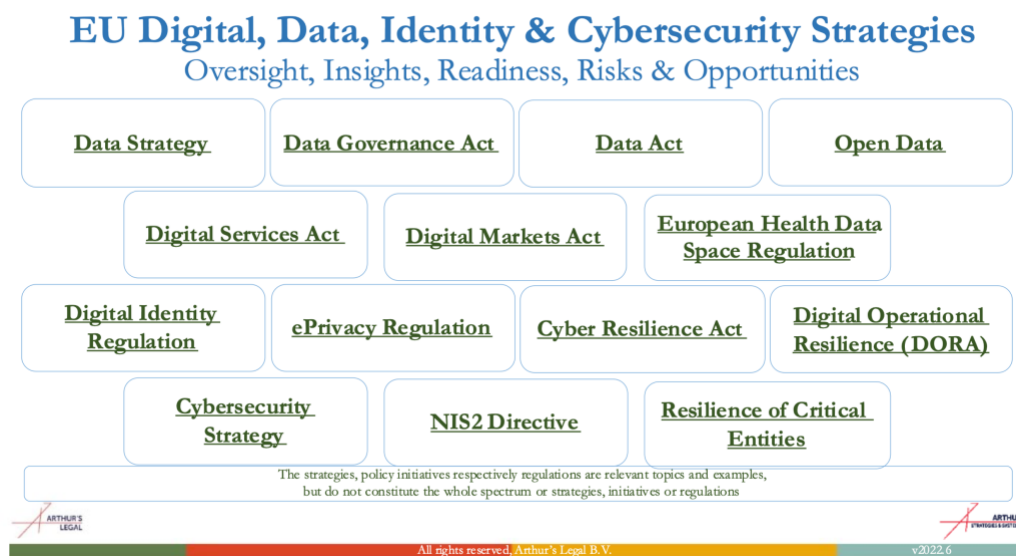 EU Digital, Data, Identity & Cybersecurity Strategies
Oversight, Insights, Readiness, Risks & Opportunities
Data Strategy
Data Governance Act
Data Act
Open Data
Digital Services Act
Digital Markets Act
European Health Data
Space Regulation
Digital Identity
Regulation
ePrivacy Regulation
Cyber Resilience Act
Digital Operational
Resilience (DORA)
Cybersecurity
Strategy
NIS2 Directive
Resilience of Critical
Entities
The strategies, policy initiatives respectively regulations are relevant topics and examples,
but do not constitute the whole spectrum or strategies, initiatives or regulations
ARTHUR'S
LEGAL
All rights reserved, Arthur's Legal B.V.
v2022.6